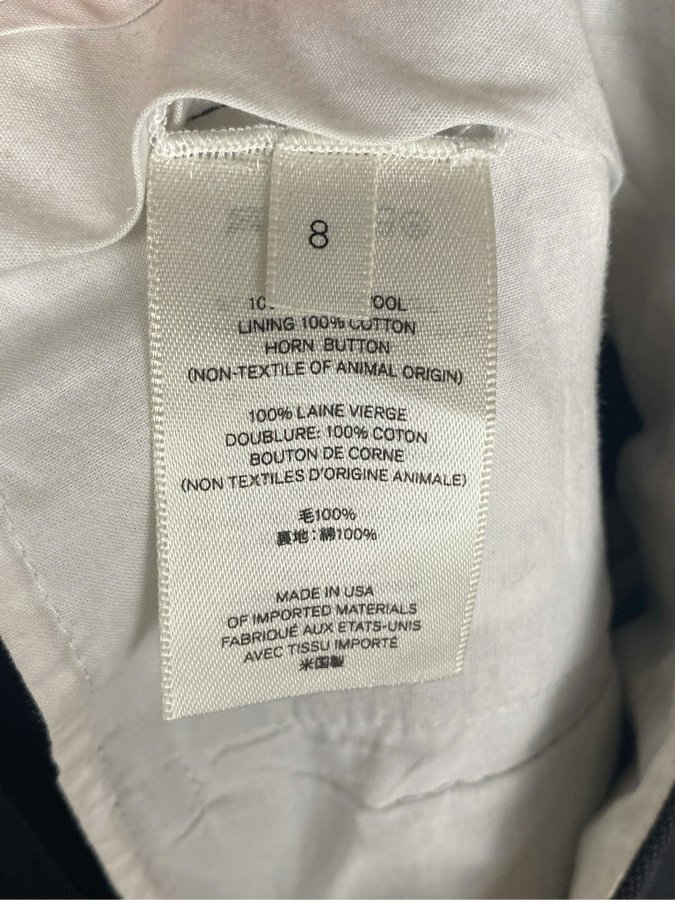 8
LINING 100% COTTON
HORN BUTTON
(NON-TEXTILE OF ANIMAL ORIGIN)
100% LAINE VIERGE
DOUBLURE: 100% COTON
BOUTON DE CORNE
(NON TEXTILES D'ORIGINE ANIMALE)
毛100%
裏地：綿100%
MADE IN USA
OF IMPORTED MATERIALS
FABRIQUÉ AUX ETATS-UNIS
AVEC TISSU IMPORTÉ
米国製